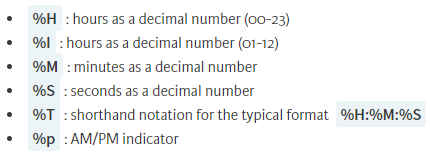 • %H : hours as a decimal number (00-23)
• %I : hours as a decimal number (01-12)
• %M : minutes as a decimal number
• %S : seconds as a decimal number
• %T : shorthand notation for the typical format %H:%M:%S
• %p : AM/PM indicator